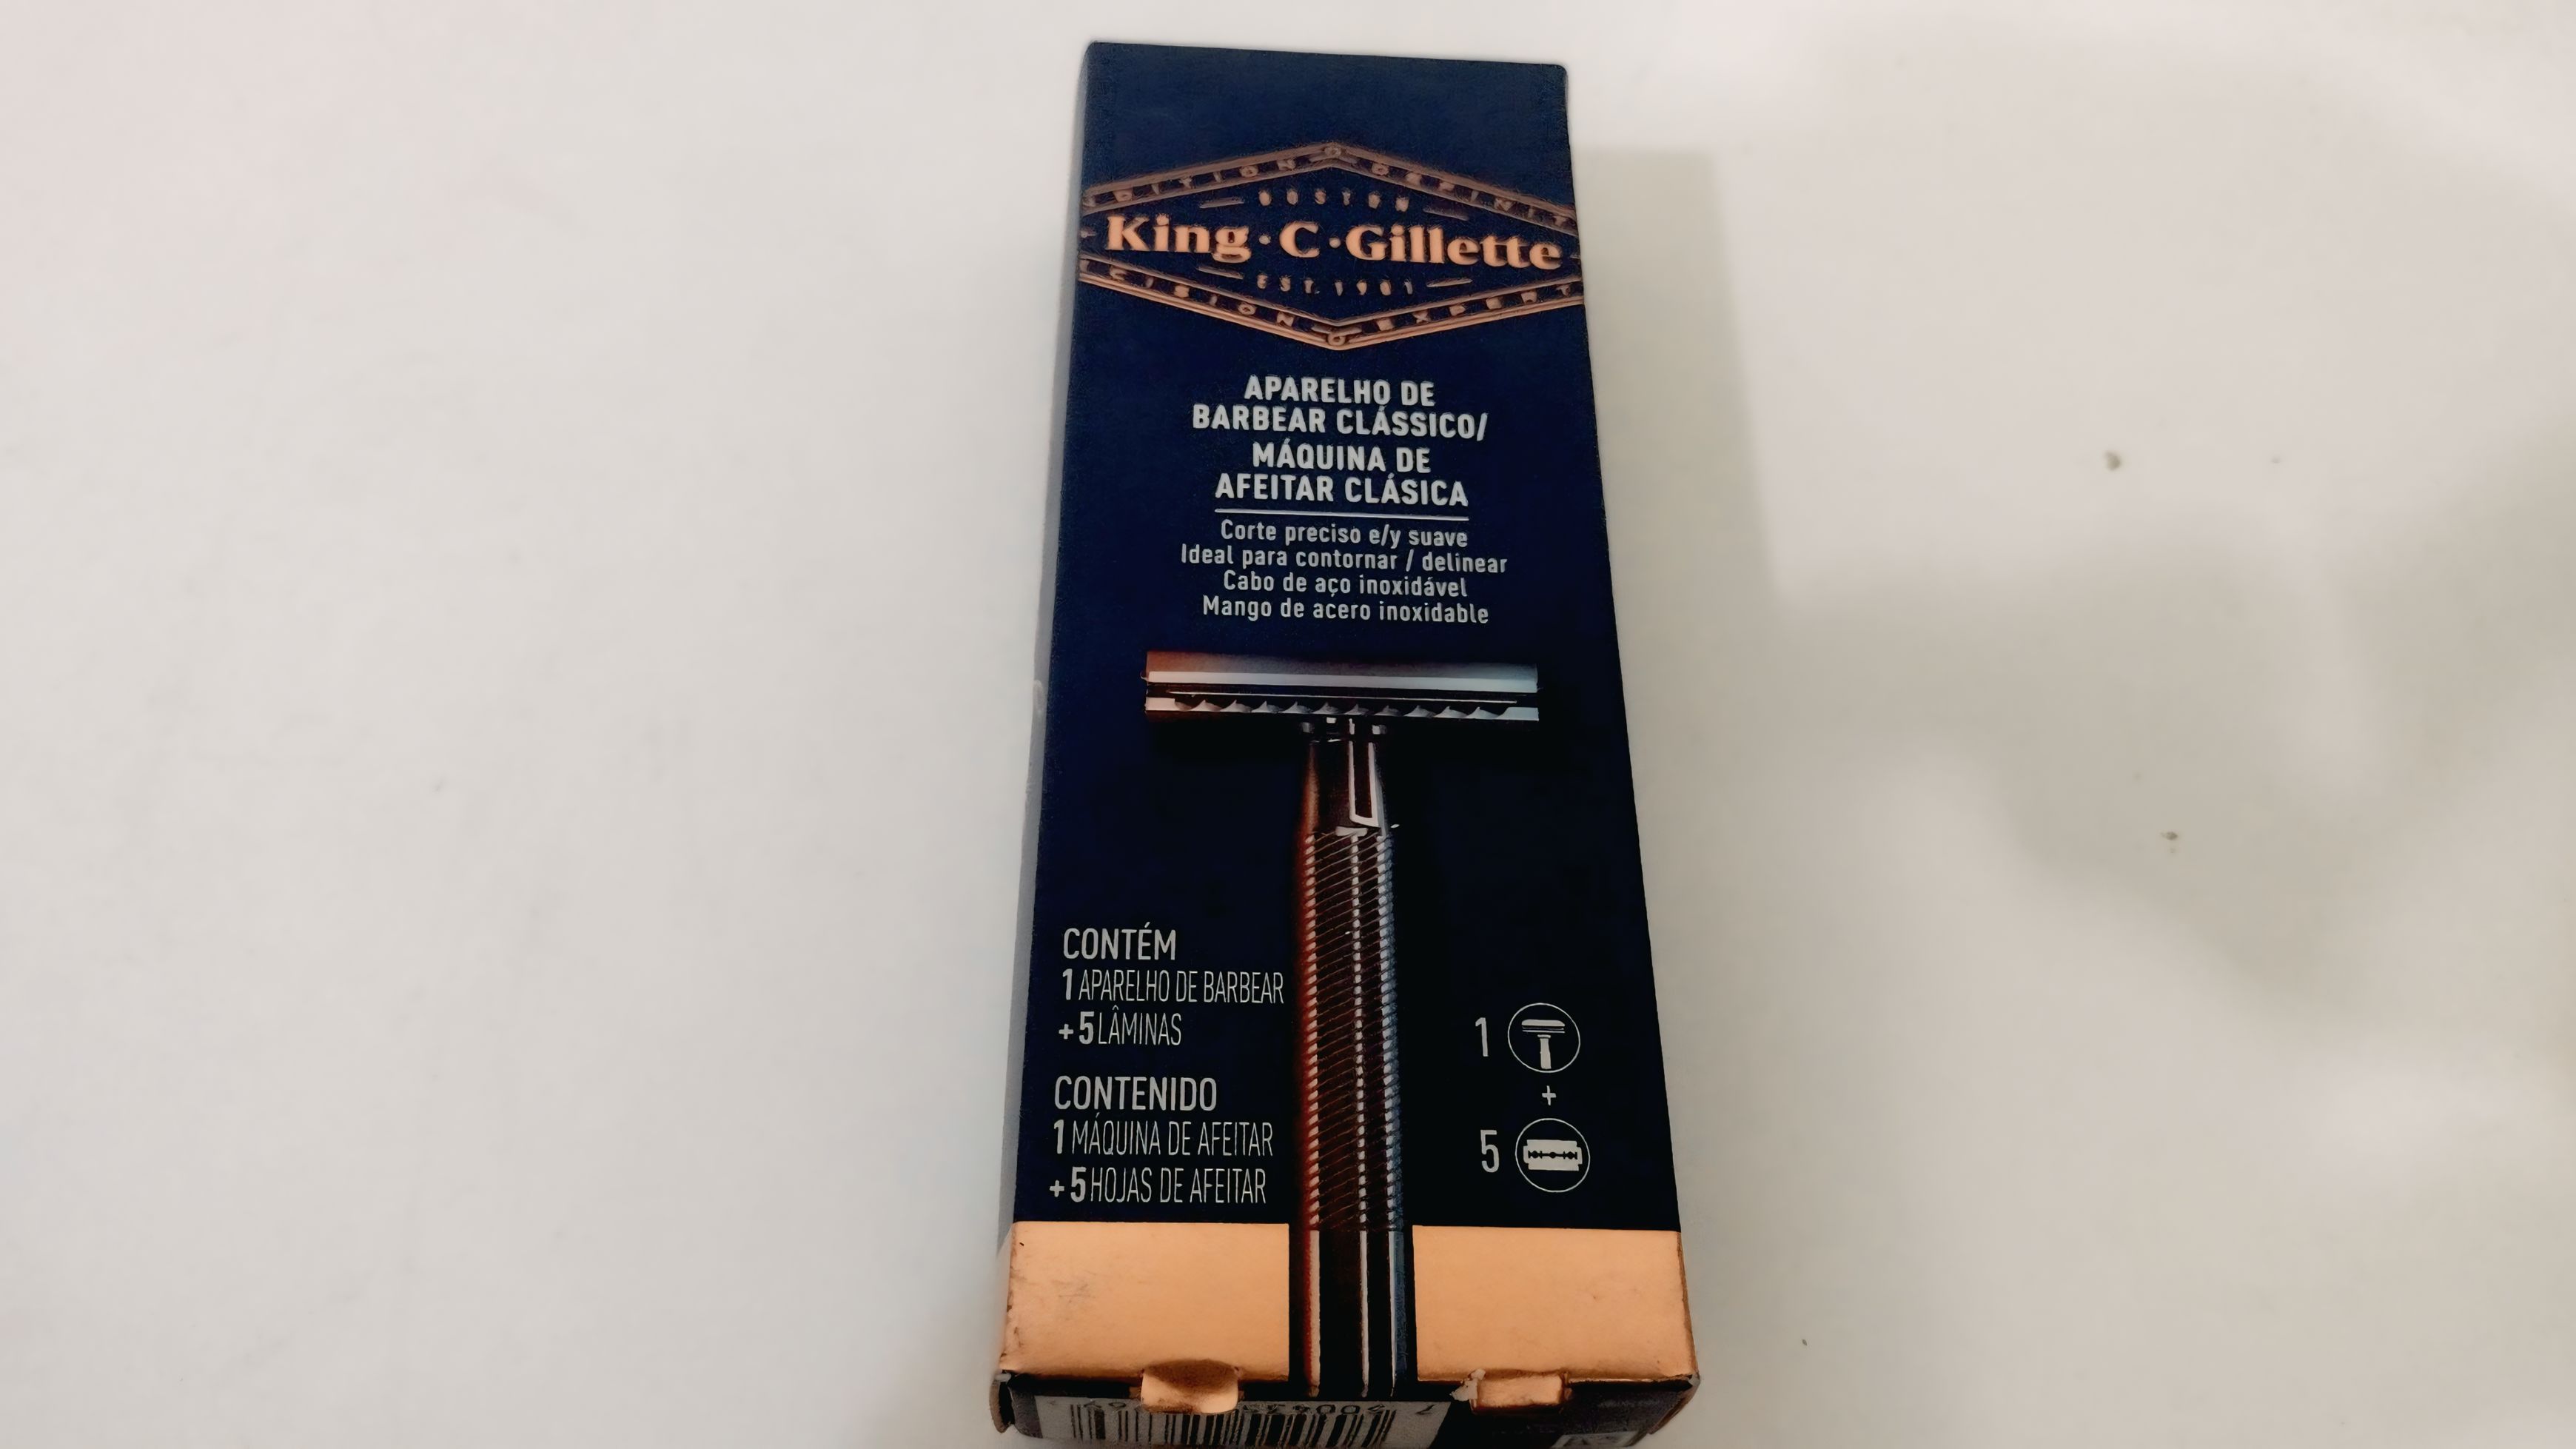 BOSTON
King·C·Gillette
EST. 1901
EXPERT
APARELHO DE
BARBEAR CLÁSSICO/
MÁQUINA DE
AFEITAR CLÁSICA
Corte preciso e/y suave
Ideal para contornar / delinear
Cabo de aço inoxidável
Mango de acero inoxidable
CONTÉM
1 APARELHO DE BARBEAR
+5 LÂMINAS
CONTENIDO
1 MÁQUINA DE AFEITAR
+5 HOJAS DE AFEITAR
1
+
5